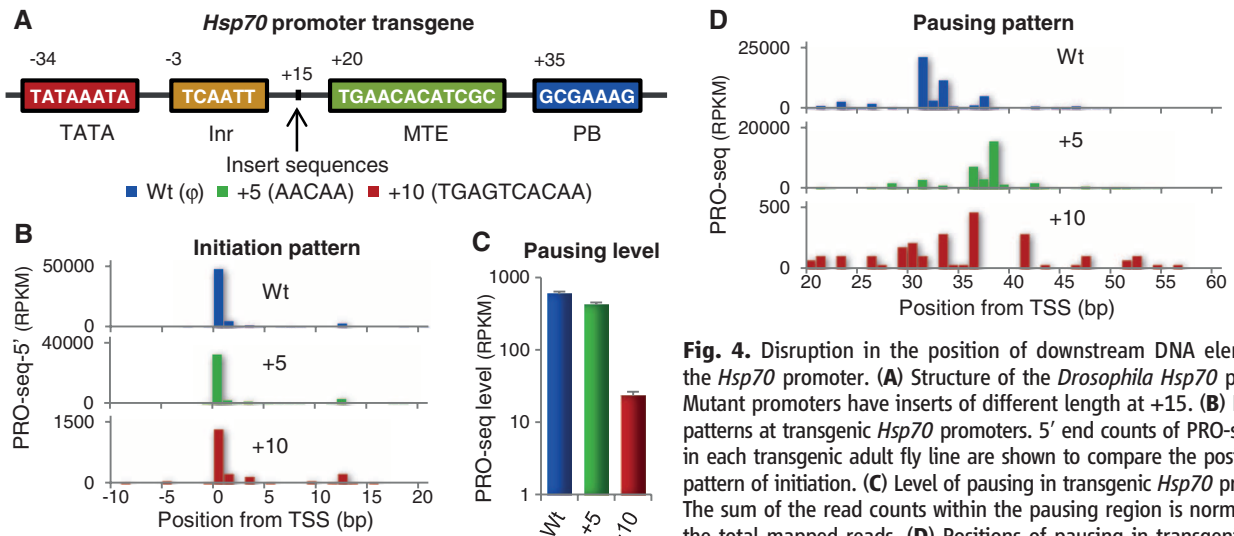 A
Hsp70 promoter transgene
-34
-3
+15
+20
+35
TATAAATA
TCAATT
TGAACACATCGC
GCGAAAG
TATA
Inr
MTE
PB
Insert sequences
Wt (φ) +5 (AACAA) +10 (TGAGTCACAA)
B
Initiation pattern
PRO-seq-5' (RPKM)
50000
0
Wt
40000
0
+5
1500
0
+10
-10 -5 0 5 10 15 20
Position from TSS (bp)
C
Pausing level
PRO-seq level (RPKM)
1000
100
10
1
Wt
+5
D
Pausing pattern
PRO-seq (RPKM)
25000
0
Wt
20000
0
+5
500
0
+10
20 25 30 35 40 45 50 55 60
Position from TSS (bp)
Fig. 4. Disruption in the position of downstream DNA
the Hsp70 promoter. (A) Structure of the Drosophila Hsp70
Mutant promoters have inserts of different length at +15. (B)
patterns at transgenic Hsp70 promoters. 5' end counts of
in each transgenic adult fly line are shown to compare the
pattern of initiation. (C) Level of pausing in transgenic Hsp70
The sum of the read counts within the pausing region is
the total mapped reads. (D) Positions of pausing in